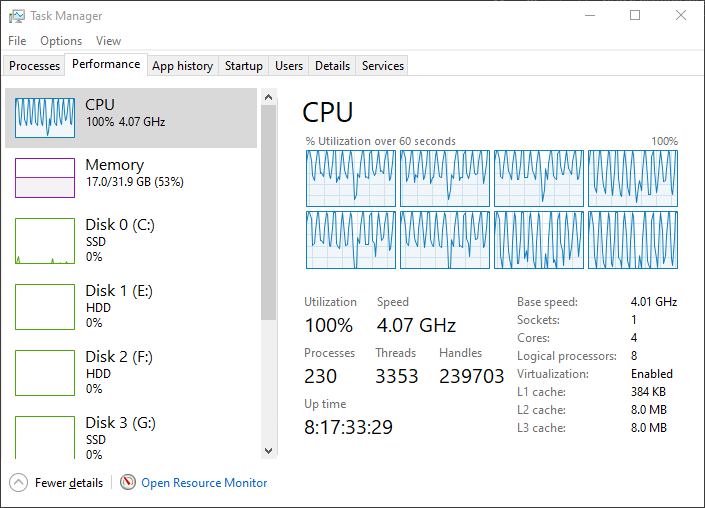 Task Manager
File Options View
Processes Performance App history Startup Users Details Services
CPU
100% 4.07 GHz
Memory
17.0/31.9 GB (53%)
Disk 0 (C:)
SSD
0%
Disk 1 (E:)
HDD
0%
Disk 2 (F:)
HDD
0%
Disk 3 (G:)
SSD
0%
CPU
% Utilization over 60 seconds 100%
Utilization Speed
100% 4.07 GHz
Processes Threads Handles
230 3353 239703
Up time
8:17:33:29
Base speed: 4.01 GHz
Sockets: 1
Cores: 4
Logical processors: 8
Virtualization: Enabled
L1 cache: 384 KB
L2 cache: 8.0 MB
L3 cache: 8.0 MB
Fewer details Open Resource Monitor